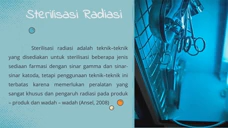 Sterilisasi Radiasi
Sterilisasi radiasi adalah teknik-teknik
yang disediakan untuk sterilisasi beberapa jenis
sediaan farmasi dengan sinar gamma dan sinar-
sinar katoda, tetapi penggunaan teknik-teknik ini
terbatas karena memerlukan peralatan yang
sangat khusus dan pengaruh radiasi pada produk
– produk dan wadah – wadah (Ansel, 2008)